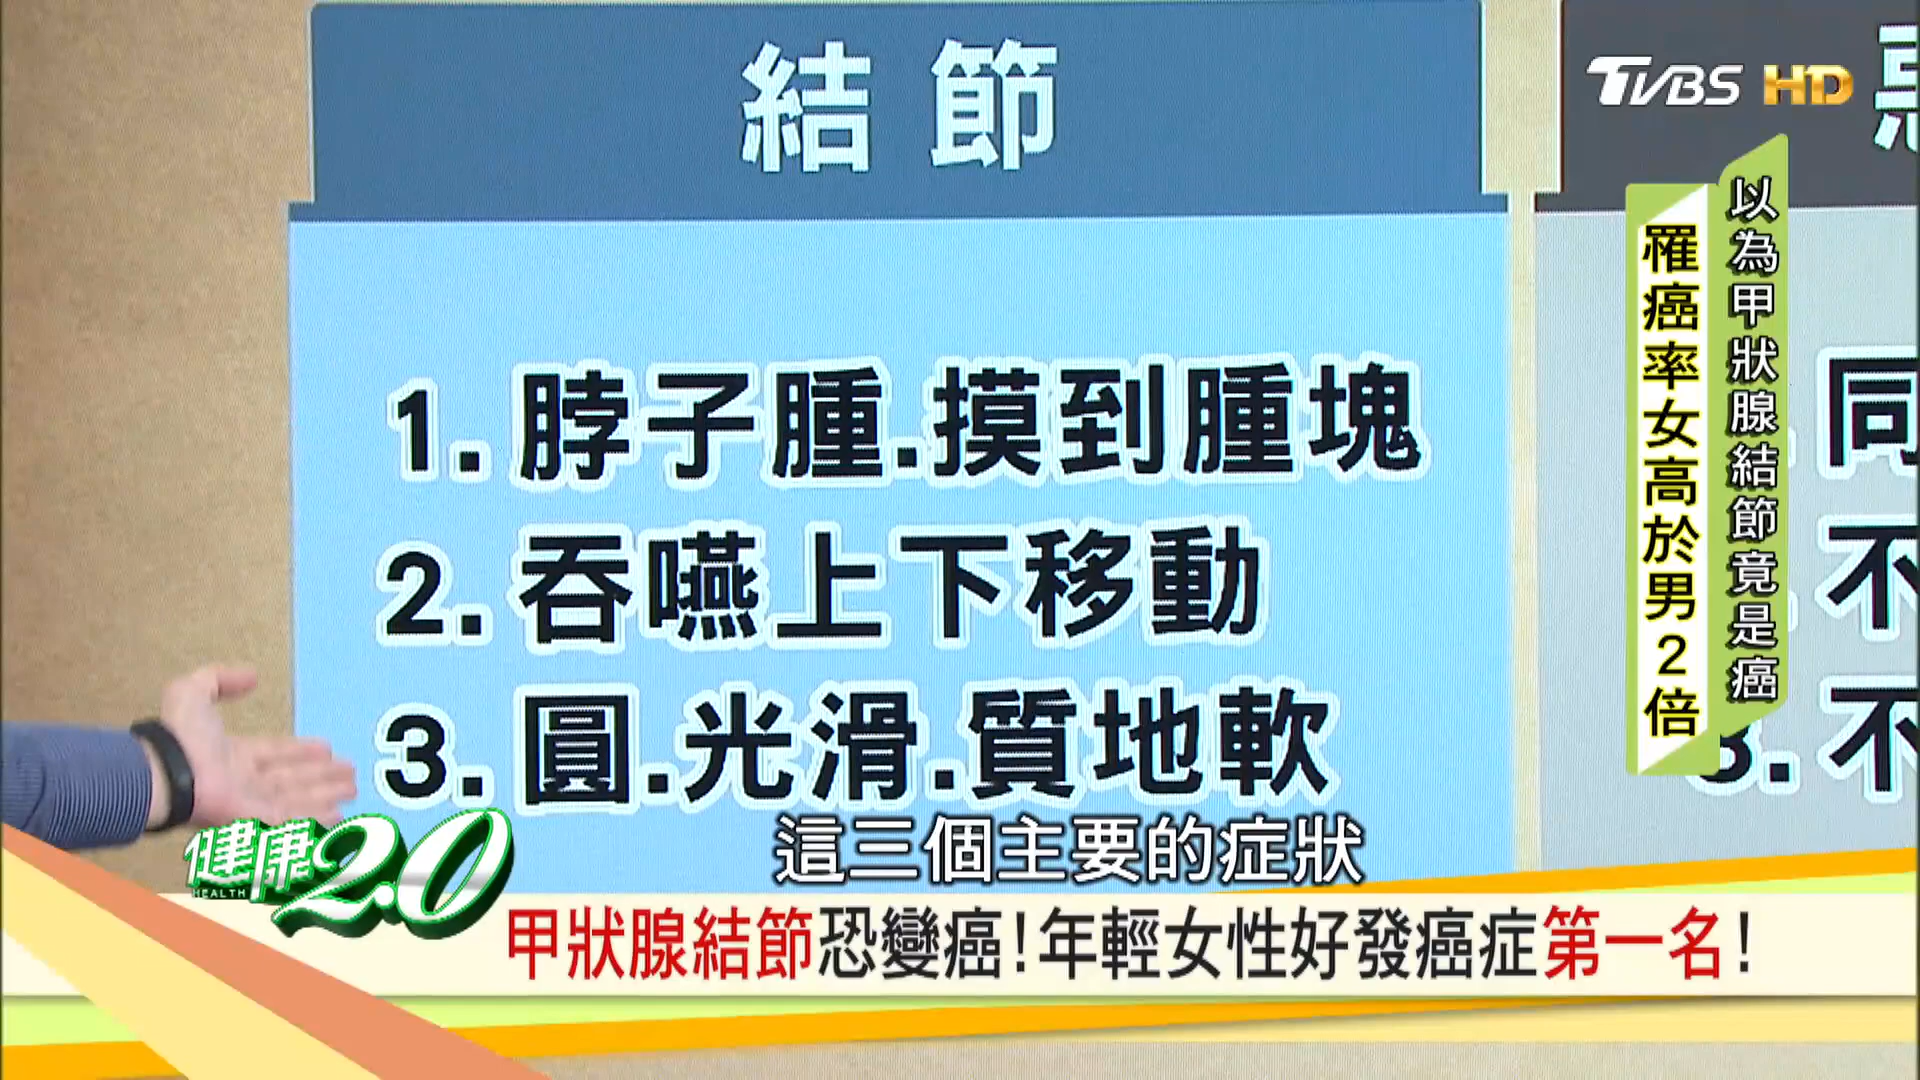 結節
1.脖子腫.摸到腫塊
2.吞嚥上下移動
3.圓.光滑.質地軟
同
不
3.不
TVBS HD
以為甲狀腺結節竟是癌
罹癌率女高於男2倍
這三個主要的症狀
健康2.0
HEALTH
甲狀腺結節恐變癌!年輕女性好發癌症第一名!